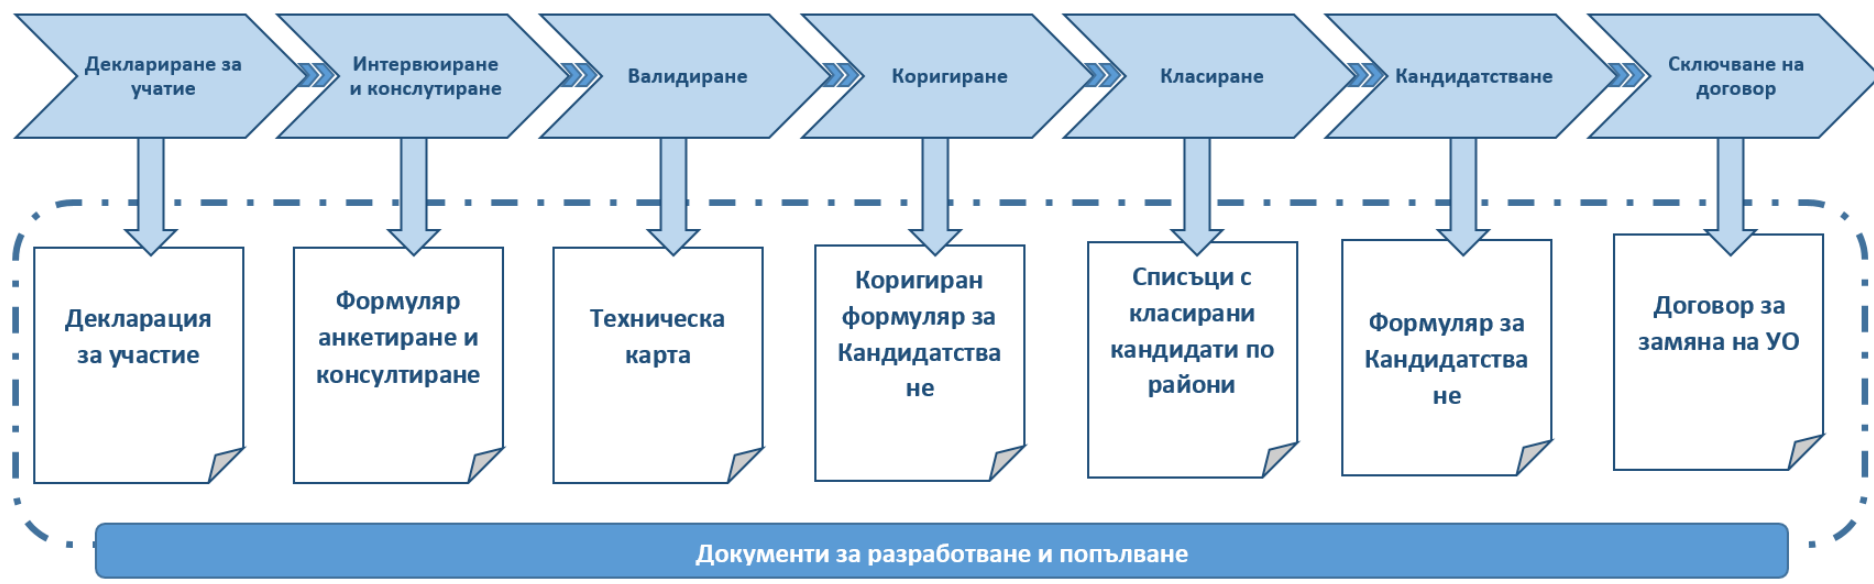 Деклариране за
учатие
Интервюиране
и конслутиране
Валидиране
Коригиране
Класиране
Кандидатстване
Сключване на
договор
Декларация
за участие
Формуляр
анкетиране и
консултиране
Техническа
карта
Коригиран
формуляр за
Кандидатства
не
Списъци с
класирани
кандидати по
райони
Формуляр за
Кандидатства
не
Договор за
замяна на УО
Документи за разработване и попълване